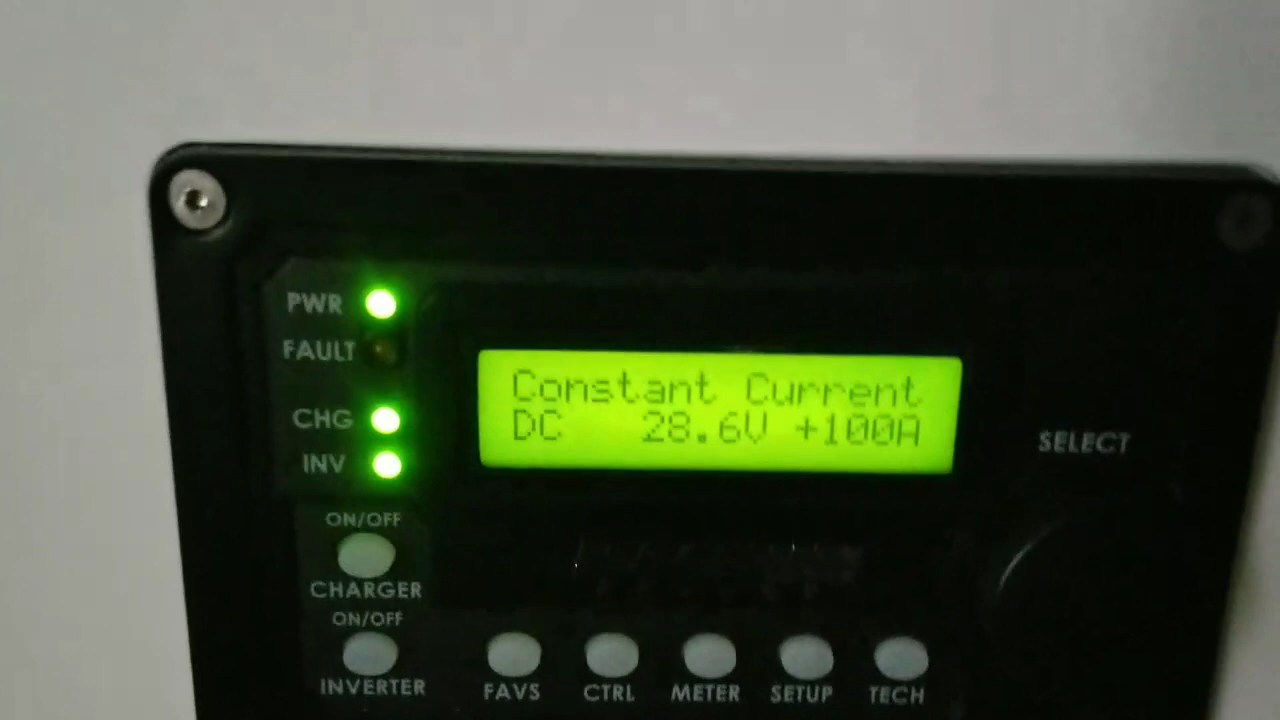 PWR
FAULT
CHG
INV
ON/OFF
CHARGER
ON/OFF
INVERTER
Constant Current
DC 28.6V +100A
SELECT
FAVS
CTRL
METER
SETUP
TECH